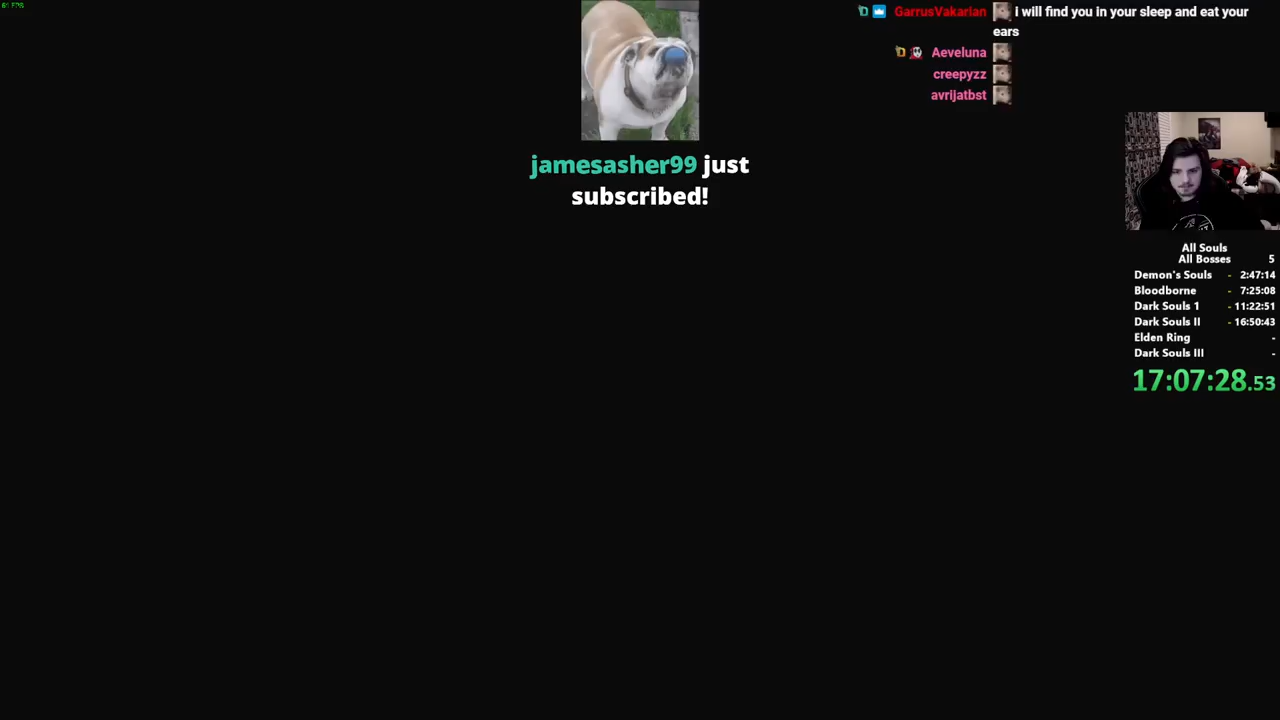 61 FPS
GarrusVakarian i will find you in your sleep and eat your
ears
Aeveluna
creepyzz
avrijatbst
jamesasher99 just
subscribed!
All Souls
All Bosses 5
Demon's Souls - 2:47:14
Bloodborne - 7:25:08
Dark Souls 1 - 11:22:51
Dark Souls II - 16:50:43
Elden Ring -
Dark Souls III -
17:07:28.53